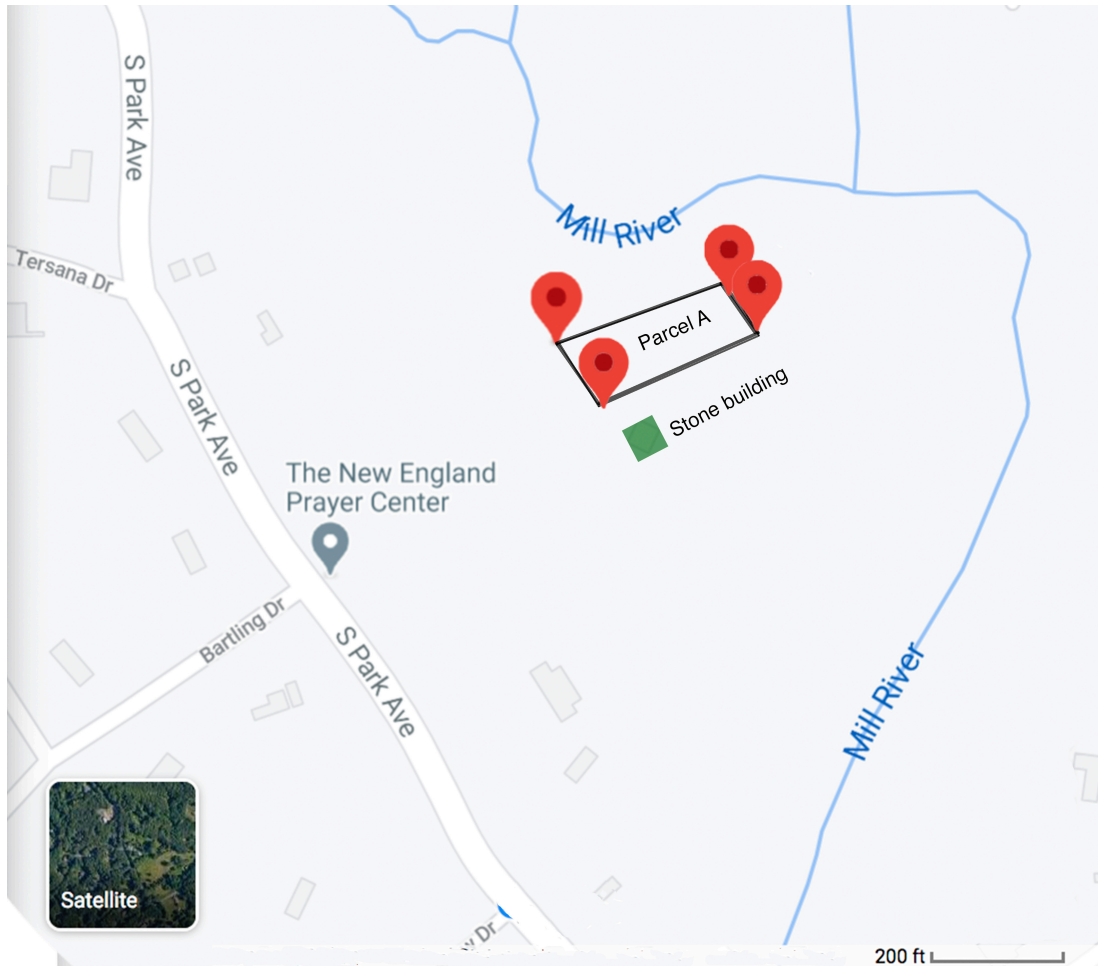 S Park Ave
Mill River
Tersana Dr
Parcel A
S Park Ave
Stone building
The New England
Prayer Center
Bartling Dr
S Park Ave
Mill River
Satellite
Dr
200 ft